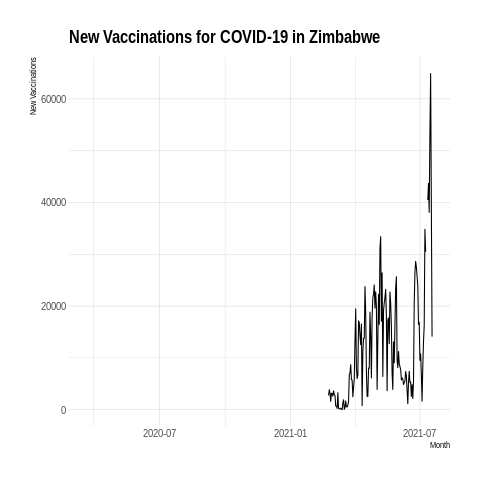 New Vaccinations for COVID-19 in Zimbabwe
New Vaccinations
60000
40000
20000
0
2020-07 2021-01 2021-07
Month